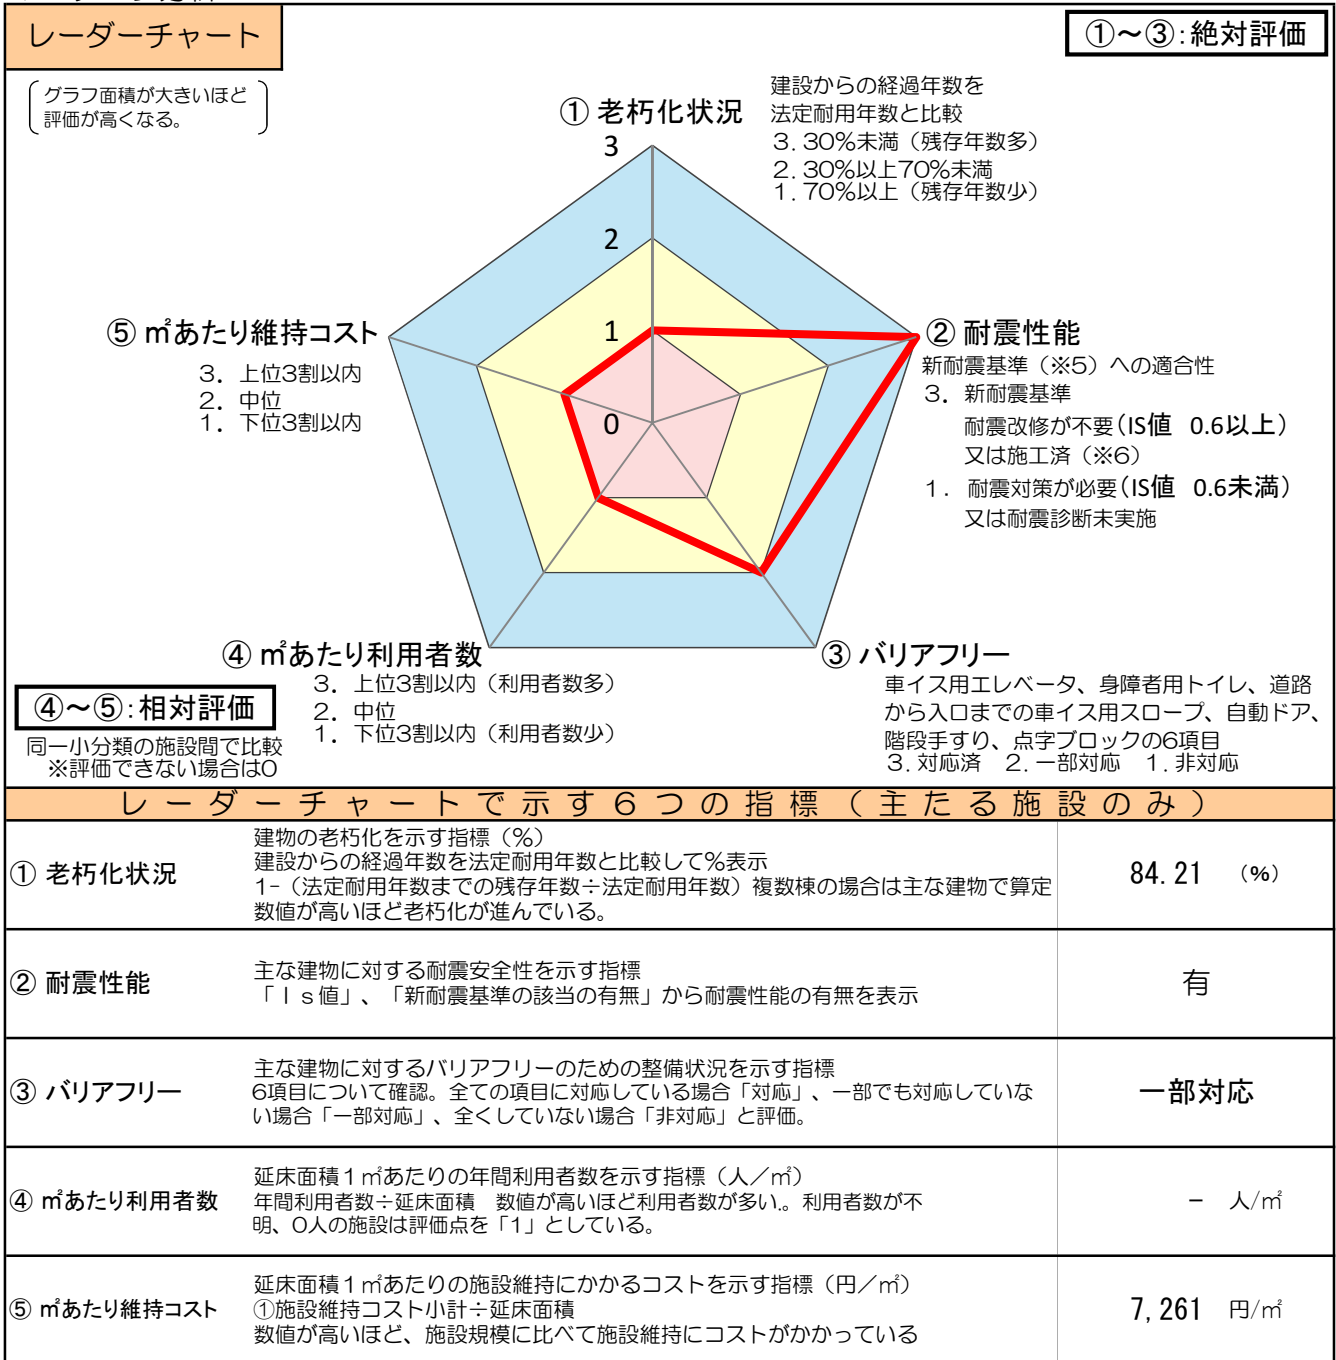 レーダーチャート
①～③:絶対評価
グラフ面積が大きいほど
評価が高くなる。
① 老朽化状況
建設からの経過年数を
法定耐用年数と比較
3. 30%未満（残存年数多）
2. 30%以上70%未満
1. 70%以上（残存年数少）
3
2
1
0
② 耐震性能
新耐震基準（※5）への適合性
3. 新耐震基準
耐震改修が不要(IS値 0.6以上)
又は施工済（※6）
1. 耐震対策が必要(IS値 0.6未満)
又は耐震診断未実施
⑤ ㎡あたり維持コスト
3. 上位3割以内
2. 中位
1. 下位3割以内
③ バリアフリー
車イス用エレベータ、身障者用トイレ、道路
から入口までの車イス用スロープ、自動ドア、
階段手すり、点字ブロックの6項目
3. 対応済 2. 一部対応 1. 非対応
④ ㎡あたり利用者数
3. 上位3割以内（利用者数多）
2. 中位
1. 下位3割以内（利用者数少）
④～⑤:相対評価
同一小分類の施設間で比較
※評価できない場合は0
レーダーチャートで示す6つの指標（主たる施設のみ）
① 老朽化状況
建物の老朽化を示す指標（%）
建設からの経過年数を法定耐用年数と比較して%表示
1-（法定耐用年数までの残存年数÷法定耐用年数）複数棟の場合は主な建物で算定
数値が高いほど老朽化が進んでいる。
84.21 (%)
② 耐震性能
主な建物に対する耐震安全性を示す指標
「Ｉｓ値」、「新耐震基準の該当の有無」から耐震性能の有無を表示
有
③ バリアフリー
主な建物に対するバリアフリーのための整備状況を示す指標
6項目について確認。全ての項目に対応している場合「対応」、一部でも対応していな
い場合「一部対応」、全くしていない場合「非対応」と評価。
一部対応
④ ㎡あたり利用者数
延床面積１㎡あたりの年間利用者数を示す指標（人／㎡）
年間利用者数÷延床面積 数値が高いほど利用者数が多い。利用者数が不
明、0人の施設は評価点を「1」としている。
－ 人/㎡
⑤ ㎡あたり維持コスト
延床面積１㎡あたりの施設維持にかかるコストを示す指標（円／㎡）
①施設維持コスト小計÷延床面積
数値が高いほど、施設規模に比べて施設維持にコストがかかっている
7,261 円/㎡